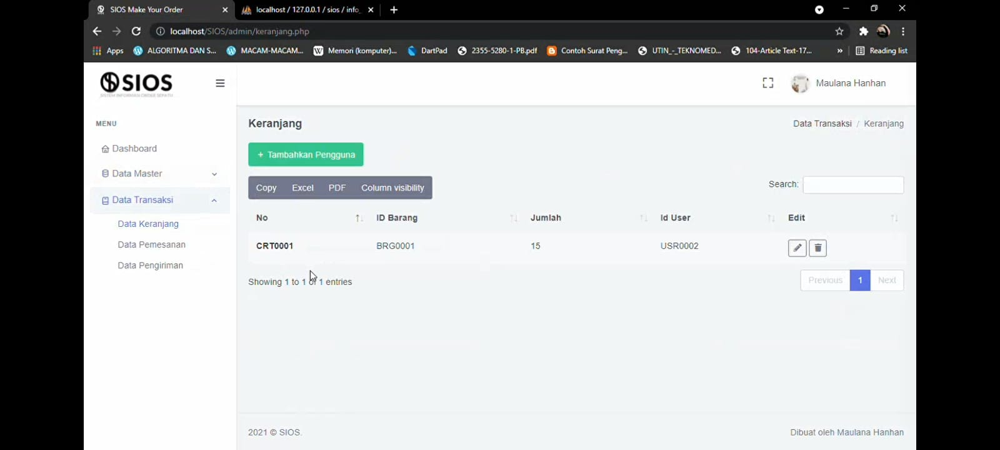 SIOS Make Your Order
localhost / 127.0.0.1 / sios / info_
localhost/SIOS/admin/keranjang.php
Apps
ALGORITMA DAN S...
MACAM-MACAM...
Memori (komputer)...
DartPad
2355-5280-1-PB.pdf
Contoh Surat Peng...
UTIN_-_TEKNOMED...
104-Article Text-17...
»
Reading list
SIOS
SISTEM INFORMASI ORDER SEPATU
Maulana Hanhan
MENU
Dashboard
Data Master
Data Transaksi
Data Keranjang
Data Pemesanan
Data Pengiriman
Keranjang
Data Transaksi / Keranjang
+ Tambahkan Pengguna
Copy Excel PDF Column visibility
Search:
No ID Barang Jumlah Id User Edit
CRT0001 BRG0001 15 USR0002
Showing 1 to 1 of 1 entries
Previous 1 Next
2021 © SIOS.
Dibuat oleh Maulana Hanhan